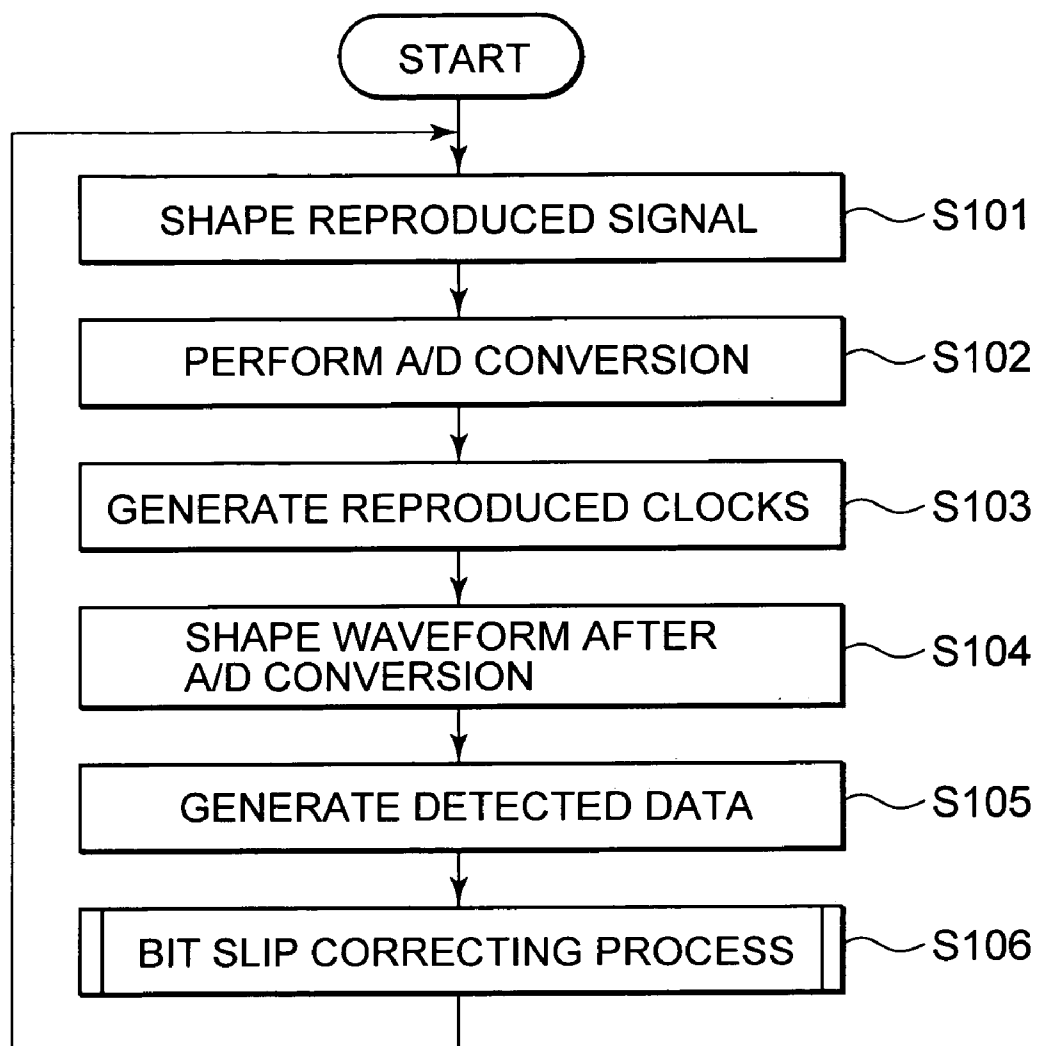 START
SHAPE REPRODUCED SIGNAL
S101
PERFORM A/D CONVERSION
S102
GENERATE REPRODUCED CLOCKS
S103
SHAPE WAVEFORM AFTER
A/D CONVERSION
S104
GENERATE DETECTED DATA
S105
BIT SLIP CORRECTING PROCESS
S106